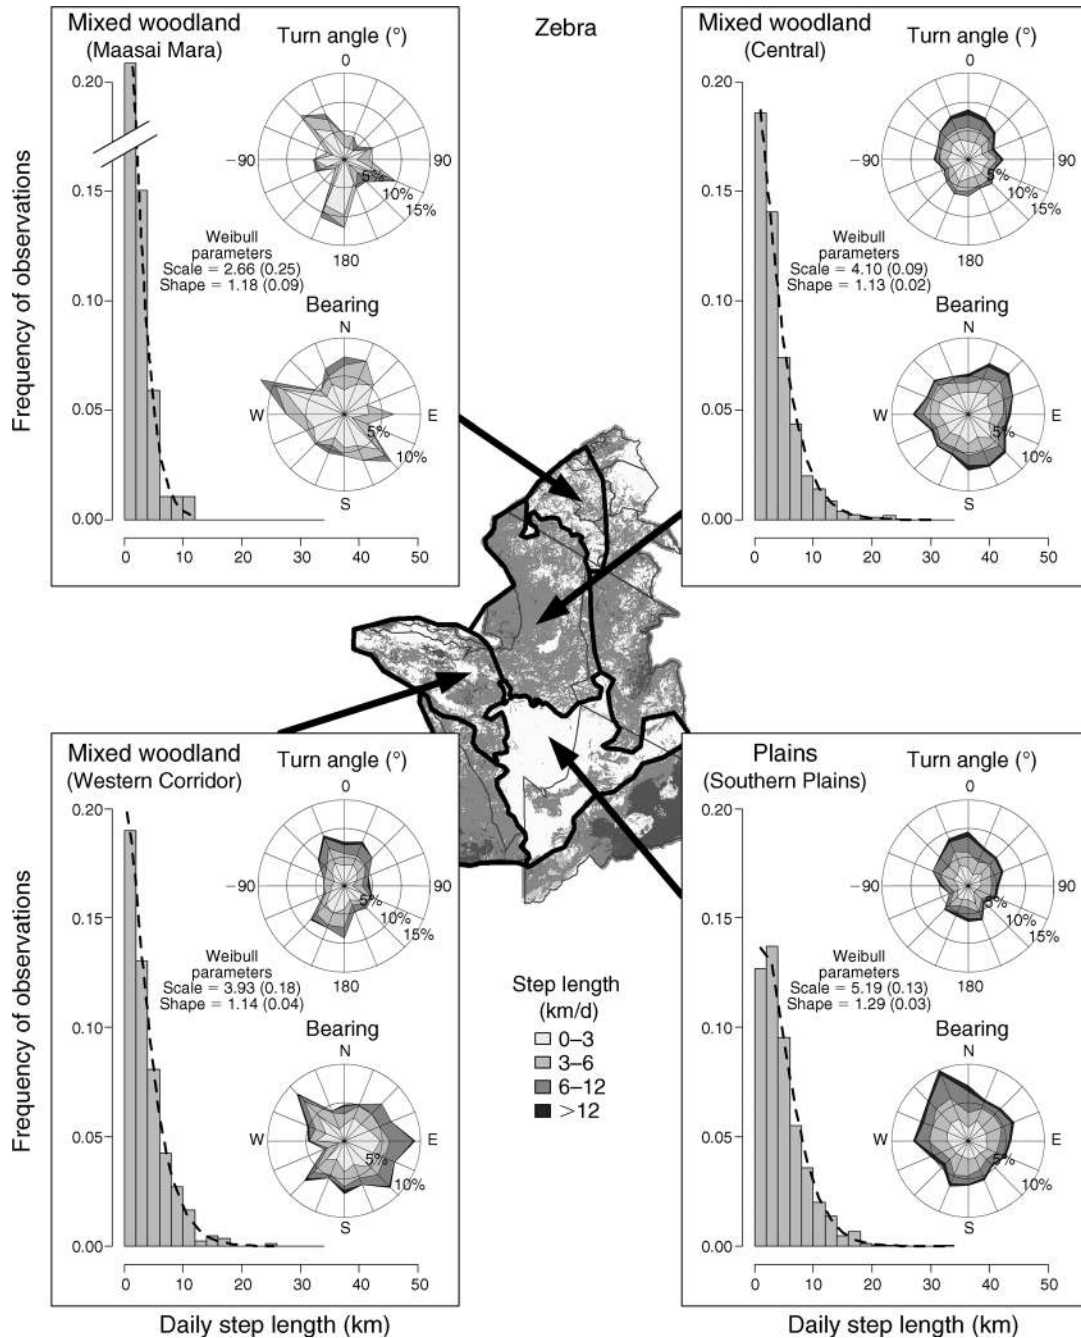 Zebra
Mixed woodland
(Maasai Mara)
Turn angle (°)
0
−90
90
180
5%
10%
15%
Weibull
parameters
Scale = 2.66 (0.25)
Shape = 1.18 (0.09)
Bearing
N
W
E
S
5%
10%
Frequency of observations
0.20
0.15
0.10
0.05
0.00
0
10
20
30
40
50
Mixed woodland
(Central)
Turn angle (°)
0
−90
90
180
5%
10%
15%
Weibull
parameters
Scale = 4.10 (0.09)
Shape = 1.13 (0.02)
Bearing
N
W
E
S
5%
10%
0.20
0.15
0.10
0.05
0.00
0
10
20
30
40
50
Mixed woodland
(Western Corridor)
Turn angle (°)
0
−90
90
180
5%
10%
15%
Weibull
parameters
Scale = 3.93 (0.18)
Shape = 1.14 (0.04)
Bearing
N
W
E
S
5%
10%
Frequency of observations
0.20
0.15
0.10
0.05
0.00
0
10
20
30
40
50
Daily step length (km)
Step length
(km/d)
0–3
3–6
6–12
>12
Plains
(Southern Plains)
Turn angle (°)
0
−90
90
180
5%
10%
15%
Weibull
parameters
Scale = 5.19 (0.13)
Shape = 1.29 (0.03)
Bearing
N
W
E
S
5%
10%
0.20
0.15
0.10
0.05
0.00
0
10
20
30
40
50
Daily step length (km)